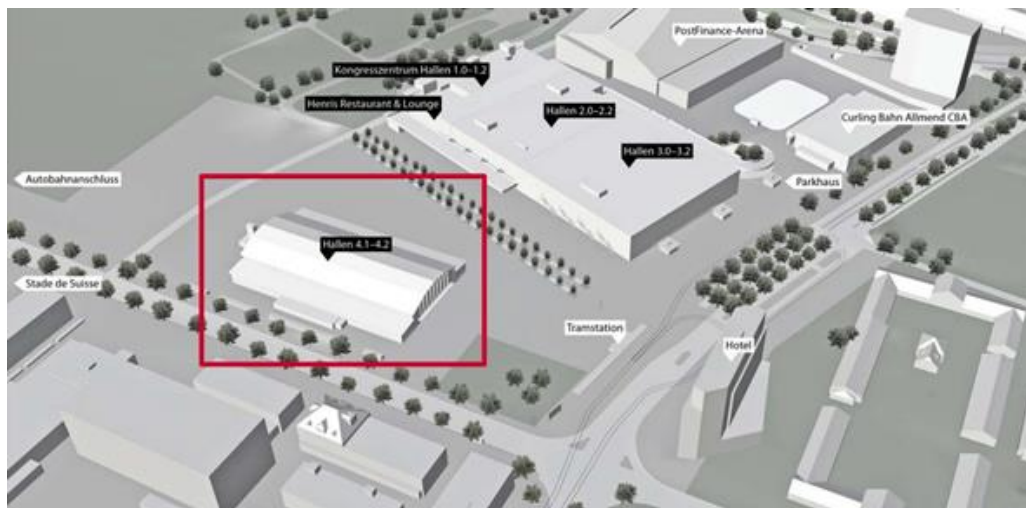 PostFinance-Arena
Kongresszentrum Hallen 1.0–1.2
Henris Restaurant & Lounge
Hallen 2.0–2.2
Curling Bahn Allmend CBA
Hallen 3.0–3.2
Autobahnanschluss
Parkhaus
Hallen 4.1–4.2
Stade de Suisse
Tramstation
Hotel